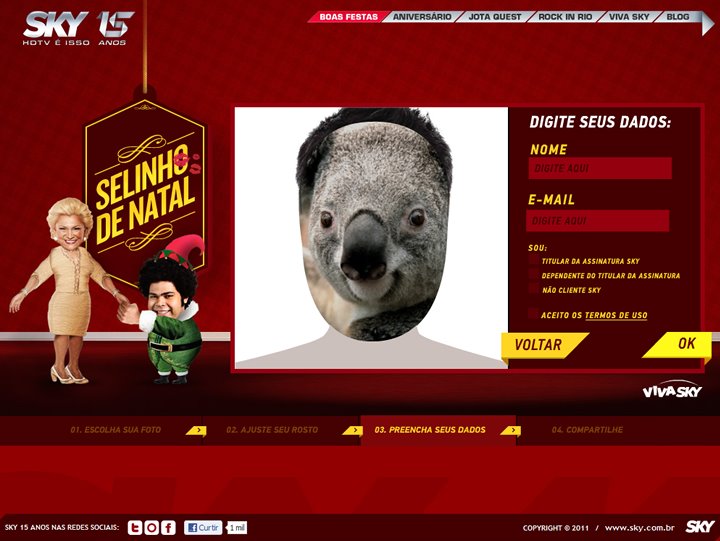 SKY 15
HDTV É ISSO ANOS
BOAS FESTAS
ANIVERSÁRIO
JOTA QUEST
ROCK IN RIO
VIVA SKY
BLOG
SELINHO
DE NATAL
DIGITE SEUS DADOS:
NOME
DIGITE AQUI
E-MAIL
DIGITE AQUI
SOU:
TITULAR DA ASSINATURA SKY
DEPENDENTE DO TITULAR DA ASSINATURA
NÃO CLIENTE SKY
ACEITO OS TERMOS DE USO
VOLTAR
OK
VIVA SKY
01. ESCOLHA SUA FOTO
02. AJUSTE SEU ROSTO
03. PREENCHA SEUS DADOS
04. COMPARTILHE
SKY 15 ANOS NAS REDES SOCIAIS:
Curtir
1 mil
COPYRIGHT © 2011 / www.sky.com.br
SKY